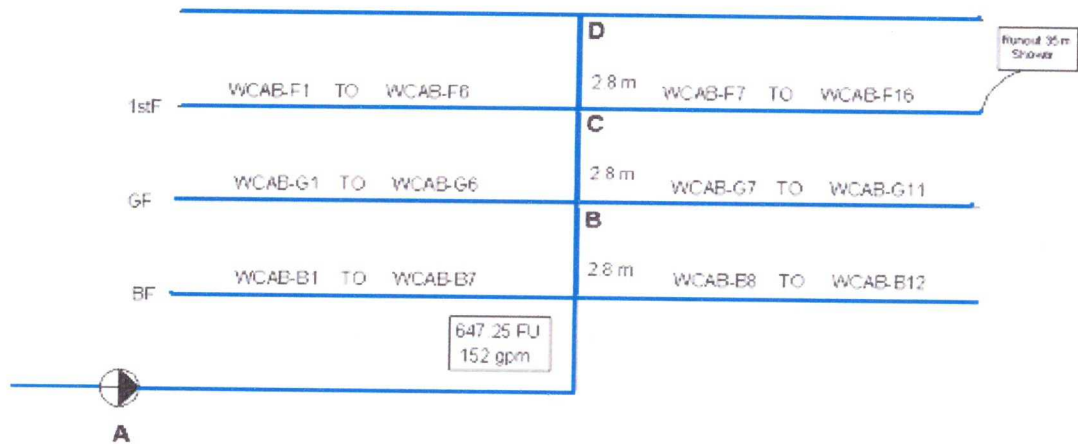 D
Runout 35m
Shower
WCAB-F1 TO WCAB-F6
2.8 m
WCAB-F7 TO WCAB-F16
1stF
C
WCAB-G1 TO WCAB-G6
2.8 m
WCAB-G7 TO WCAB-G11
GF
B
WCAB-B1 TO WCAB-B7
2.8 m
WCAB-B8 TO WCAB-B12
BF
647.25 FU
152 gpm
A